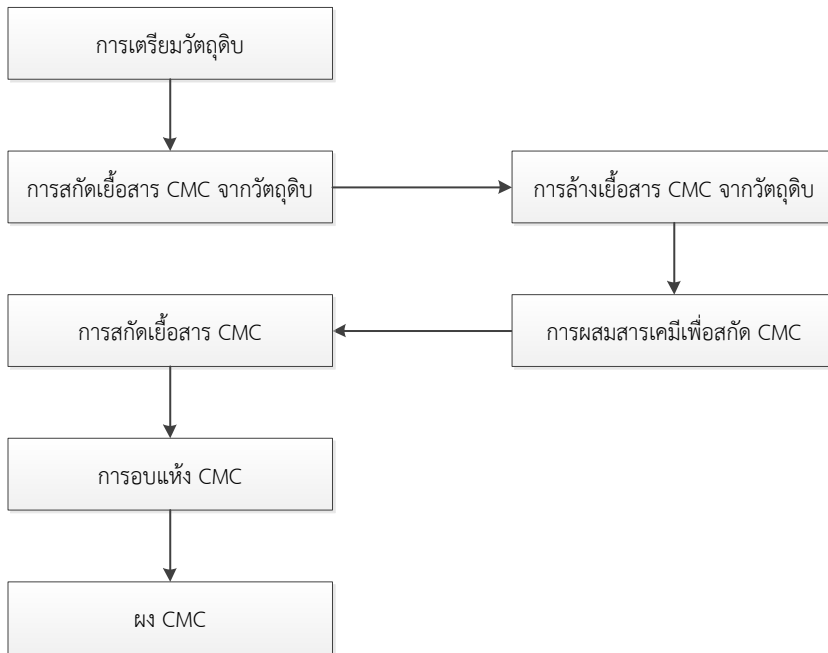 การเตรียมวัตถุดิบ
การสกัดเยื้อสาร CMC จากวัตถุดิบ
การล้างเยื้อสาร CMC จากวัตถุดิบ
การผสมสารเคมีเพื่อสกัด CMC
การสกัดเยื้อสาร CMC
การอบแห้ง CMC
ผง CMC